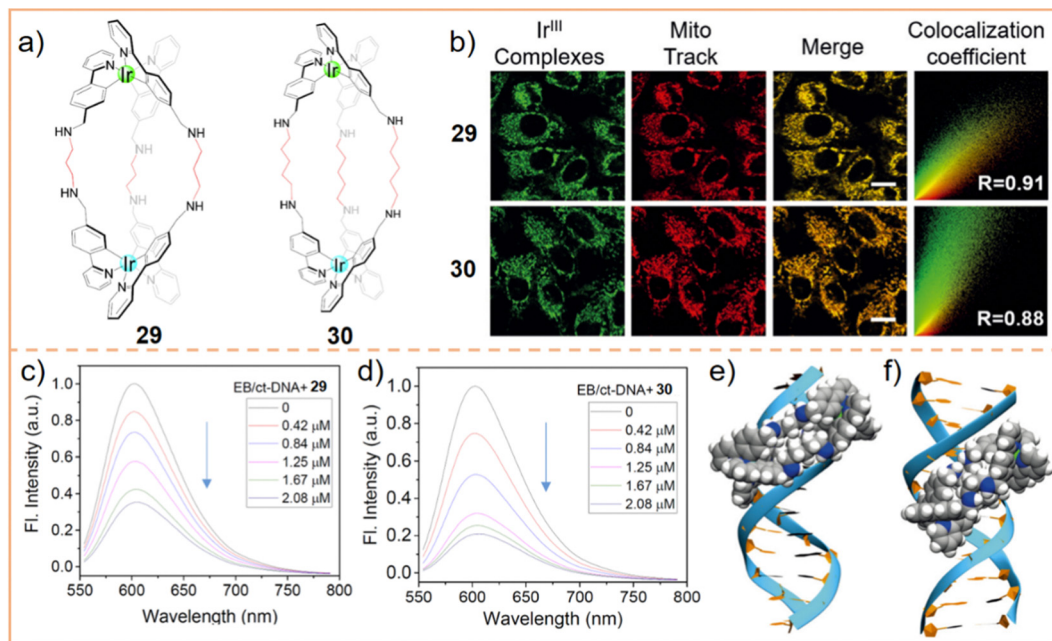 a)
Ir
NH
NH
NH
HN
HN
HN
Ir
N
N
N
29
Ir
N
N
N
NH
NH
NH
HN
HN
HN
Ir
N
N
N
30
b)
Ir^III Complexes
Mito Track
Merge
Colocalization coefficient
29
R=0.91
30
R=0.88
c)
Fl. Intensity (a.u.)
1.0
0.8
0.6
0.4
0.2
0.0
550 600 650 700 750 800
Wavelength (nm)
EB/ct-DNA+ 29
0
0.42 μM
0.84 μM
1.25 μM
1.67 μM
2.08 μM
d)
Fl. Intensity (a.u.)
1.0
0.8
0.6
0.4
0.2
0.0
550 600 650 700 750 800
Wavelength (nm)
EB/ct-DNA+ 30
0
0.42 μM
0.84 μM
1.25 μM
1.67 μM
2.08 μM
e)
f)